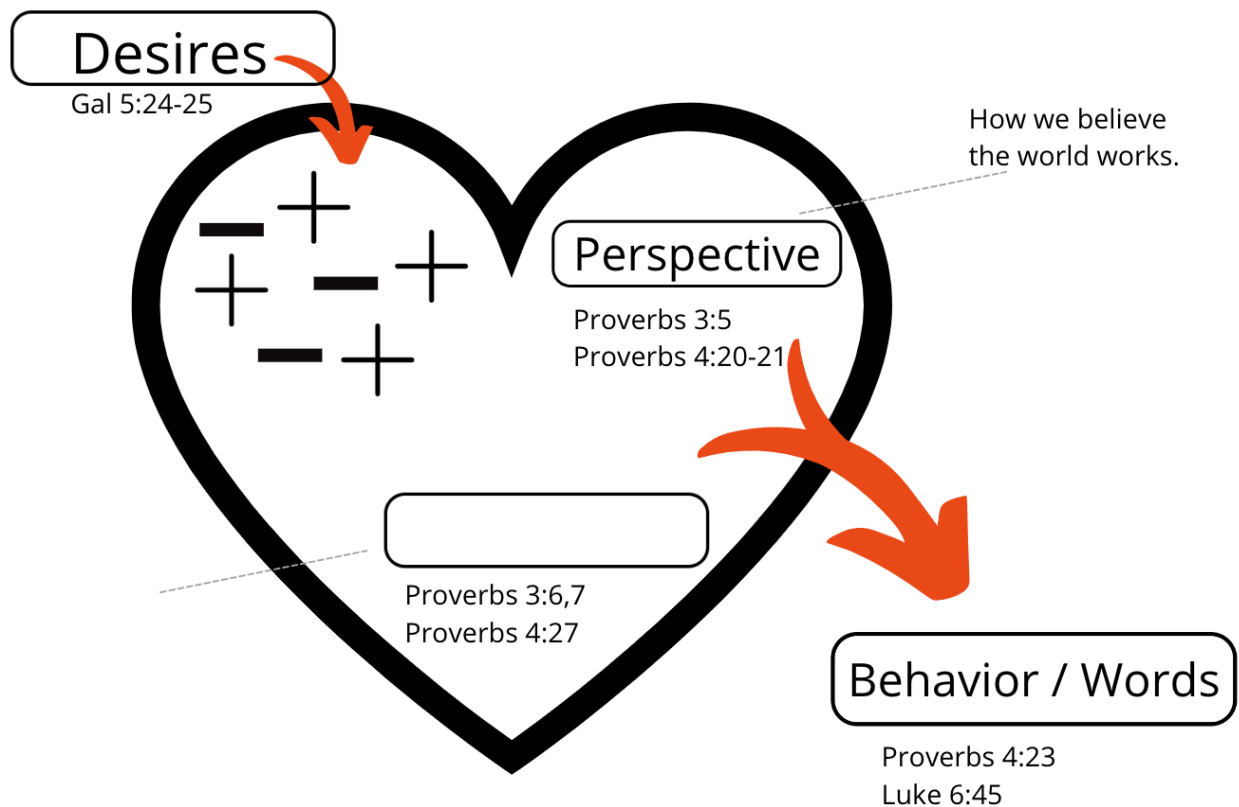 Desires
Gal 5:24-25
How we believe
the world works.
Perspective
Proverbs 3:5
Proverbs 4:20-21
Proverbs 3:6,7
Proverbs 4:27
Behavior / Words
Proverbs 4:23
Luke 6:45